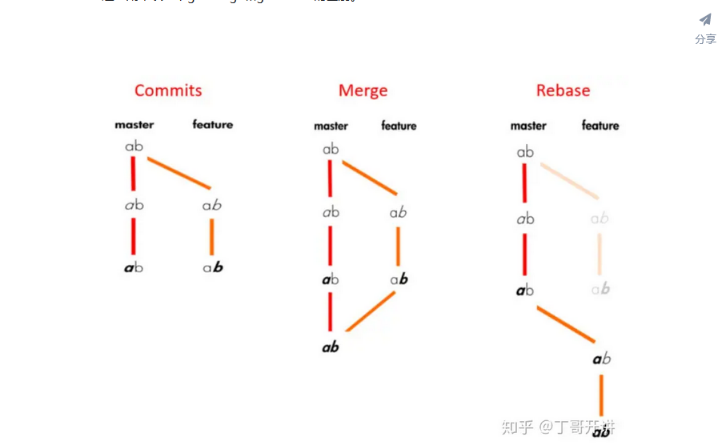 分享
Commits Merge Rebase
master feature master feature master feature
ab ab ab
ab ab ab ab ab ab
ab ab ab ab ab ab
ab ab
ab
知乎 @丁哥开讲